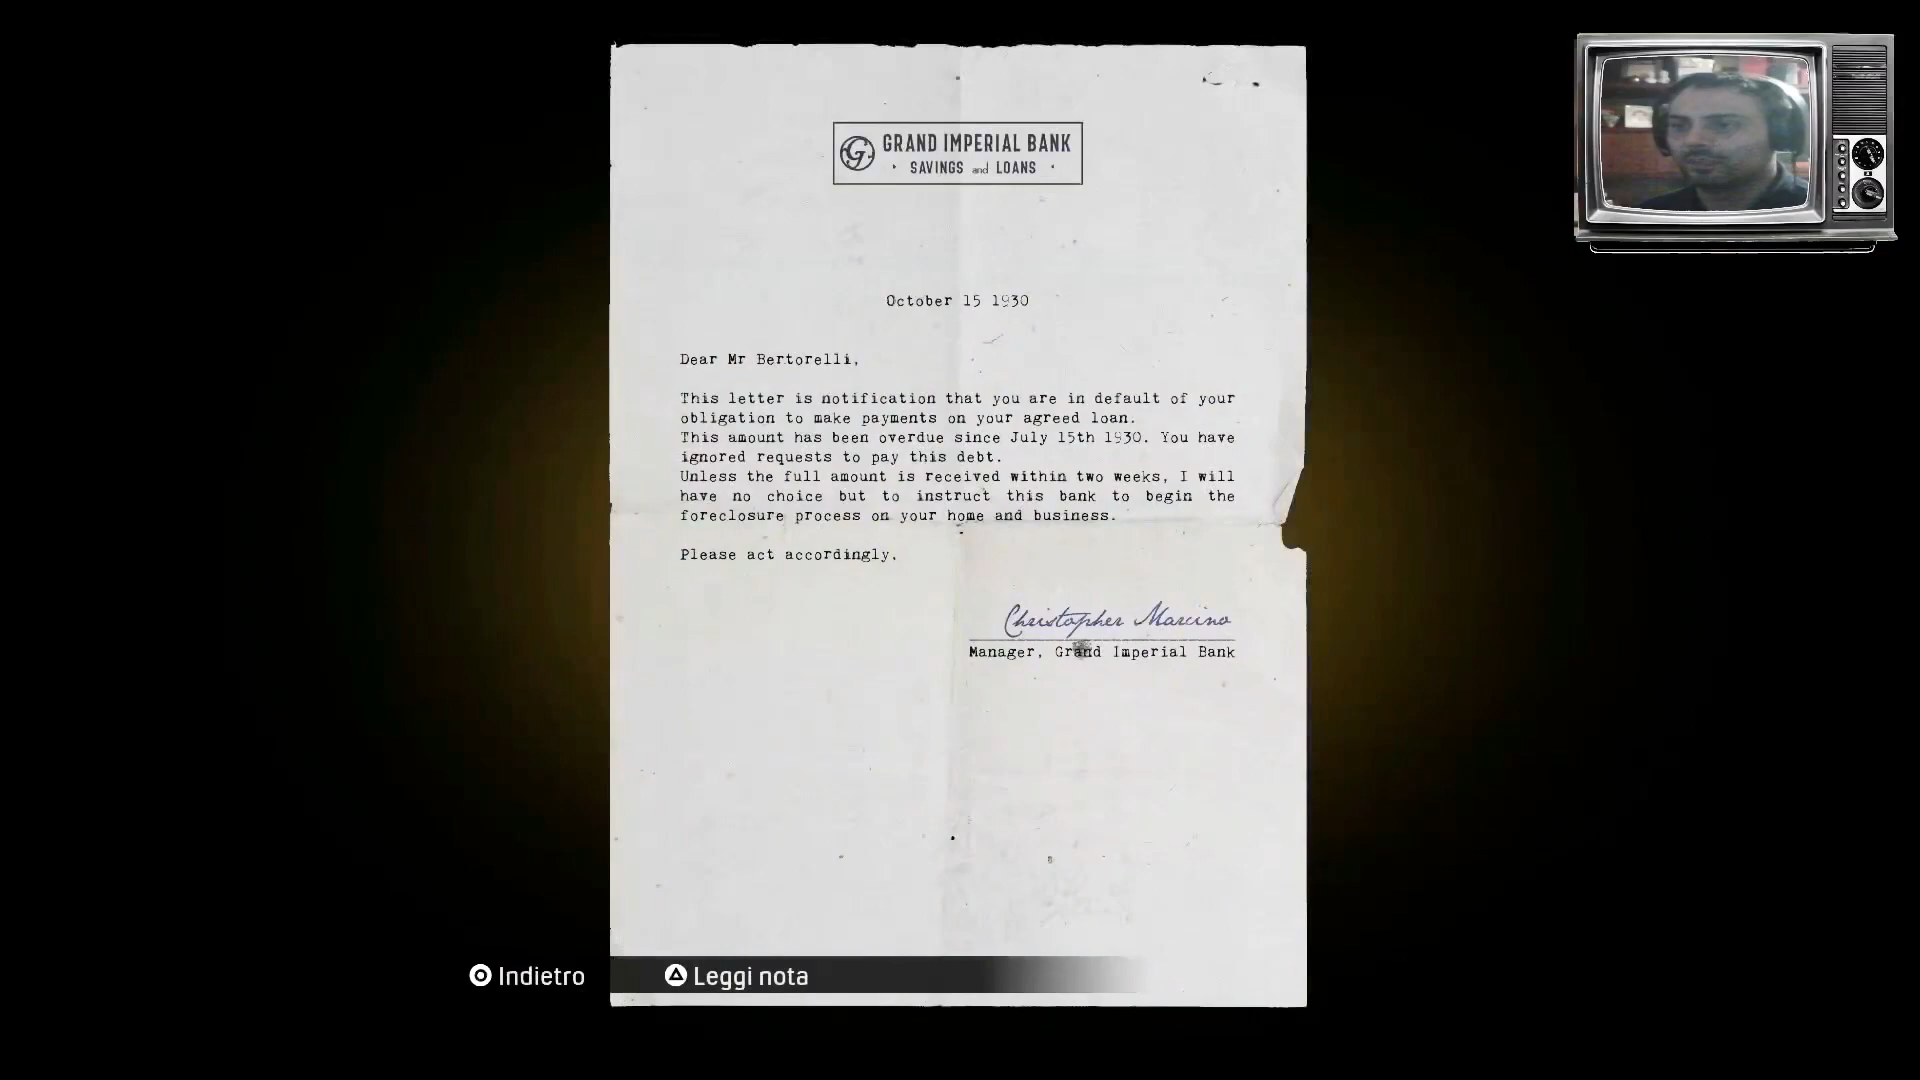 GRAND IMPERIAL BANK
· SAVINGS and LOANS ·
October 15 1930
Dear Mr Bertorelli,
This letter is notification that you are in default of your
obligation to make payments on your agreed loan.
This amount has been overdue since July 15th 1930. You have
ignored requests to pay this debt.
Unless the full amount is received within two weeks, I will
have no choice but to instruct this bank to begin the
foreclosure process on your home and business.
Please act accordingly.
Christopher Marcino
Manager, Grand Imperial Bank
Indietro
Leggi nota